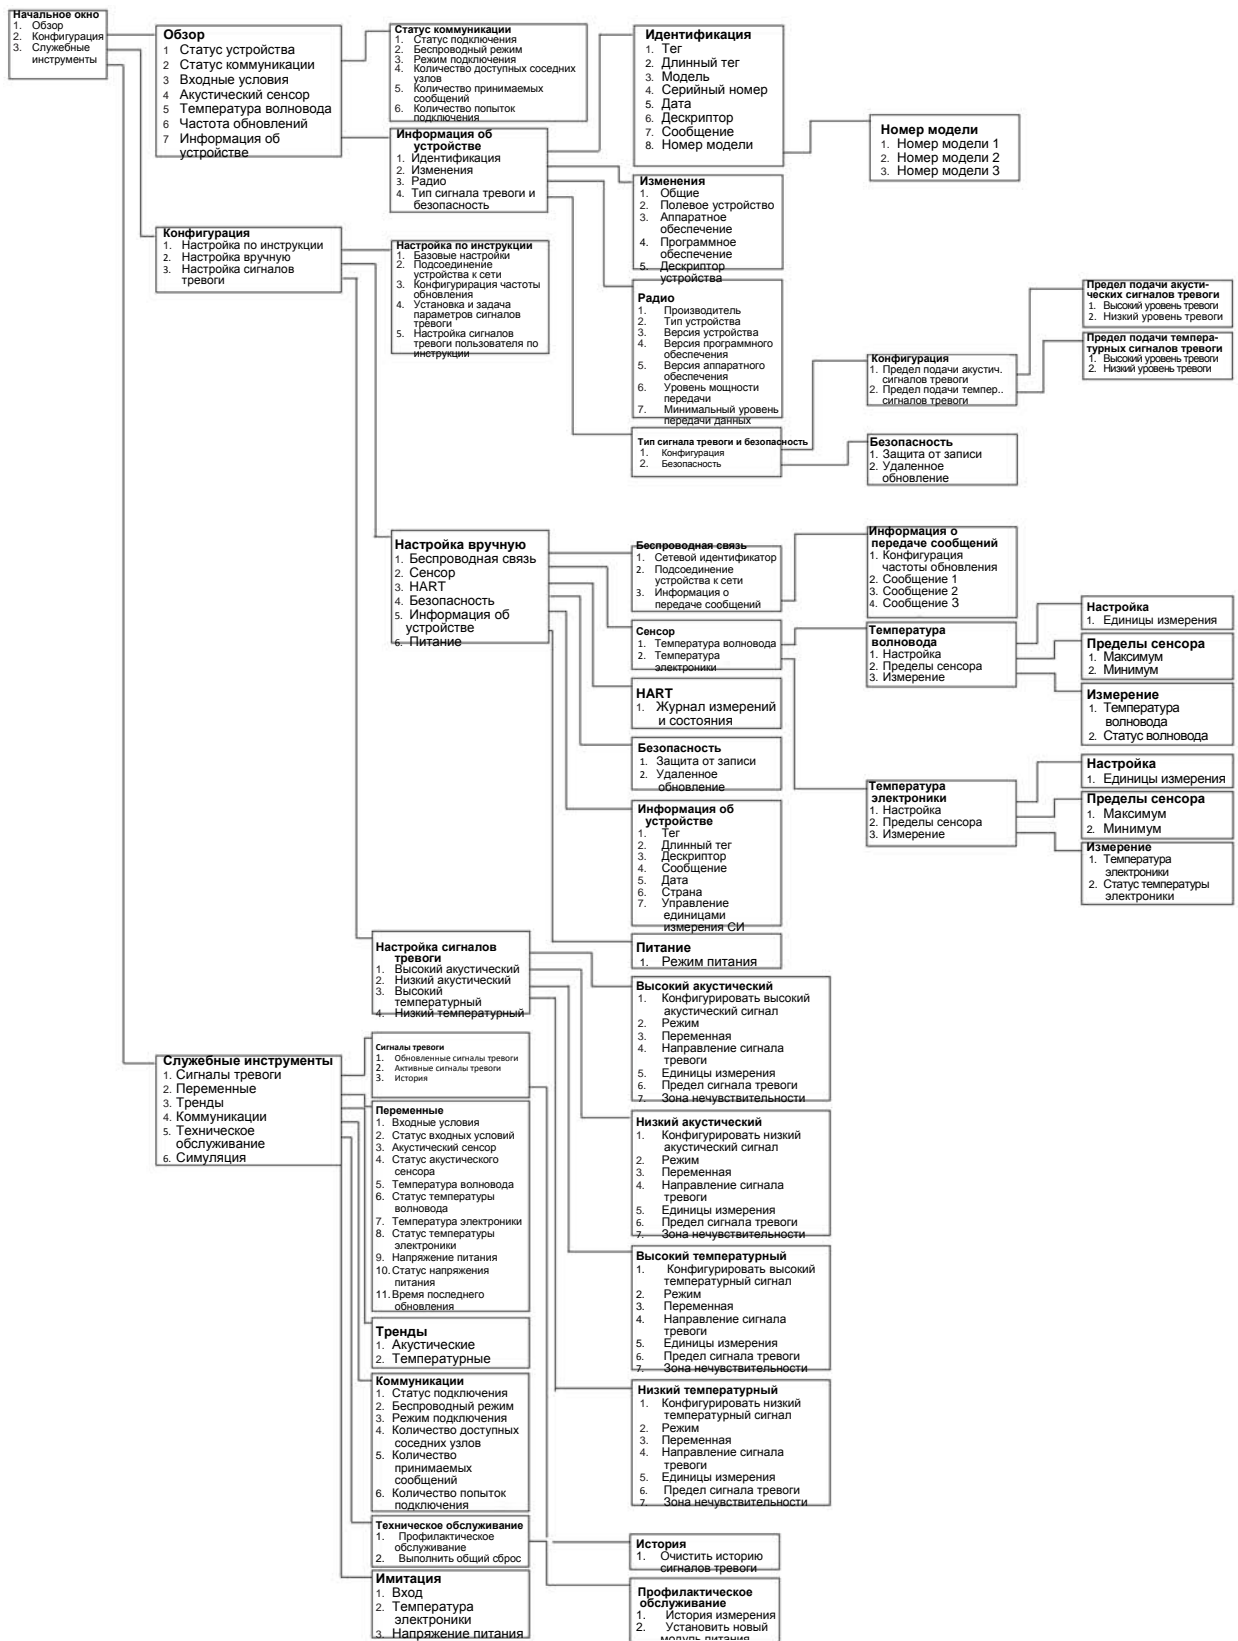 Начальное окно
1. Обзор
2. Конфигурация
3. Служебные
инструменты
Обзор
1 Статус устройства
2 Статус коммуникации
3 Входные условия
4 Акустический сенсор
5 Температура волновода
6 Частота обновлений
7 Информация об
устройстве
Статус коммуникации
1. Статус подключения
2. Беспроводный режим
3. Режим подключения
4. Количество доступных соседних
узлов
5. Количество принимаемых
сообщений
6. Количество попыток
подключения
Информация об
устройстве
1. Идентификация
2. Изменения
3. Радио
4. Тип сигнала тревоги и
безопасность
Идентификация
1. Тег
2. Длинный тег
3. Модель
4. Серийный номер
5. Дата
6. Дескриптор
7. Сообщение
8. Номер модели
Номер модели
1. Номер модели 1
2. Номер модели 2
3. Номер модели 3
Изменения
1. Общие
2. Полевое устройство
3. Аппаратное
обеспечение
4. Программное
обеспечение
5. Дескриптор
устройства
Радио
1. Производитель
2. Тип устройства
3. Версия устройства
4. Версия программного
обеспечения
5. Версия аппаратного
обеспечения
6. Уровень мощности
передачи
7. Минимальный уровень
передачи данных
Тип сигнала тревоги и безопасность
1. Конфигурация
2. Безопасность
Конфигурация
1. Предел подачи акустич.
сигналов тревоги
2. Предел подачи темпер..
сигналов тревоги
Предел подачи акусти-
ческих сигналов тревоги
1. Высокий уровень тревоги
2. Низкий уровень тревоги
Предел подачи темпера-
турных сигналов тревоги
1. Высокий уровень тревоги
2. Низкий уровень тревоги
Безопасность
1. Защита от записи
2. Удаленное
обновление
Конфигурация
1. Настройка по инструкции
2. Настройка вручную
3. Настройка сигналов
тревоги
Настройка по инструкции
1. Базовые настройки
2. Подсоединение
устройства к сети
3. Конфигурирация частоты
обновления
4. Установка и задача
параметров сигналов
тревоги
5. Настройка сигналов
тревоги пользователя по
инструкции
Настройка вручную
1. Беспроводная связь
2. Сенсор
3. HART
4. Безопасность
5. Информация об
устройстве
6. Питание
Беспроводная связь
1. Сетевой идентификатор
2. Подсоединение
устройства к сети
3. Информация о
передаче сообщений
Информация о
передаче сообщений
1. Конфигурация
частоты обновления
2. Сообщение 1
3. Сообщение 2
4. Сообщение 3
Сенсор
1. Температура волновода
2. Температура
электроники
Температура
волновода
1. Настройка
2. Пределы сенсора
3. Измерение
Настройка
1. Единицы измерения
Пределы сенсора
1. Максимум
2. Минимум
Измерение
1. Температура
волновода
2. Статус волновода
HART
1. Журнал измерений
и состояния
Безопасность
1. Защита от записи
2. Удаленное
обновление
Температура
электроники
1. Настройка
2. Пределы сенсора
3. Измерение
Настройка
1. Единицы измерения
Пределы сенсора
1. Максимум
2. Минимум
Измерение
1. Температура
электроники
2. Статус температуры
электроники
Информация об
устройстве
1. Тег
2. Длинный тег
3. Дескриптор
4. Сообщение
5. Дата
6. Страна
7. Управление
единицами
измерения СИ
Питание
1. Режим питания
Настройка сигналов
тревоги
1. Высокий акустический
2. Низкий акустический
3. Высокий
температурный
4. Низкий температурный
Высокий акустический
1. Конфигурировать высокий
акустический сигнал
2. Режим
3. Переменная
4. Направление сигнала
тревоги
5. Единицы измерения
6. Предел сигнала тревоги
7. Зона нечувствительности
Низкий акустический
1. Конфигурировать низкий
акустический сигнал
2. Режим
3. Переменная
4. Направление сигнала
тревоги
5. Единицы измерения
6. Предел сигнала тревоги
7. Зона нечувствительности
Высокий температурный
1. Конфигурировать высокий
температурный сигнал
2. Режим
3. Переменная
4. Направление сигнала
тревоги
5. Единицы измерения
6. Предел сигнала тревоги
7. Зона нечувствительности
Низкий температурный
1. Конфигурировать низкий
температурный сигнал
2. Режим
3. Переменная
4. Направление сигнала
тревоги
5. Единицы измерения
6. Предел сигнала тревоги
7. Зона нечувствительности
Служебные инструменты
1. Сигналы тревоги
2. Переменные
3. Тренды
4. Коммуникации
5. Техническое
обслуживание
6. Симуляция
Сигналы тревоги
1. Обновленные сигналы тревоги
2. Активные сигналы тревоги
3. История
Переменные
1. Входные условия
2. Статус входных условий
3. Акустический сенсор
4. Статус акустического
сенсора
5. Температура волновода
6. Статус температуры
волновода
7. Температура электроники
8. Статус температуры
электроники
9. Напряжение питания
10. Статус напряжения
питания
11. Время последнего
обновления
Тренды
1. Акустические
2. Температурные
Коммуникации
1. Статус подключения
2. Беспроводный режим
3. Режим подключения
4. Количество доступных
соседних узлов
5. Количество
принимаемых
сообщений
6. Количество попыток
подключения
Техническое обслуживание
1. Профилактическое
обслуживание
2. Выполнить общий сброс
Имитация
1. Вход
2. Температура
электроники
3. Напряжение питания
История
1. Очистить историю
сигналов тревоги
Профилактическое
обслуживание
1. История измерения
2. Установить новый
модуль питания